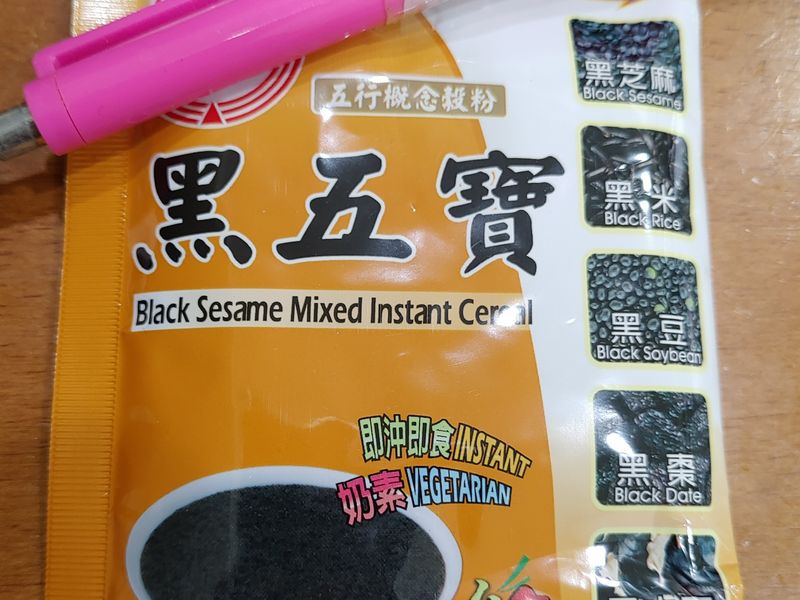 五行概念穀粉
黑五寶
Black Sesame Mixed Instant Cereal
即沖即食 INSTANT
奶素 VEGETARIAN
黑芝麻
Black Sesame
黑米
Black Rice
黑豆
Black Soybean
黑棗
Black Date